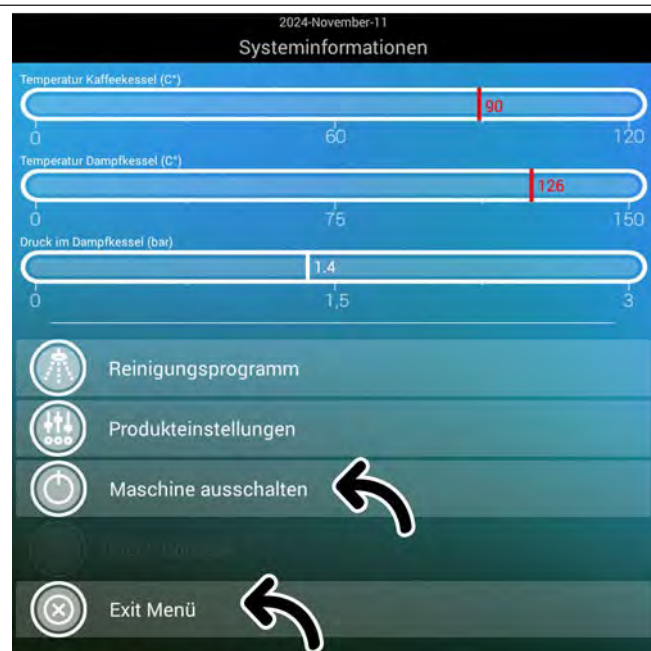 2024-November-11
Systeminformationen
Temperatur Kaffeekessel (C°)
90
0 60 120
Temperatur Dampfkessel (C°)
126
0 75 150
Druck im Dampfkessel (bar)
1.4
0 1,5 3
Reinigungsprogramm
Produkteinstellungen
Maschine ausschalten
Exit Menü